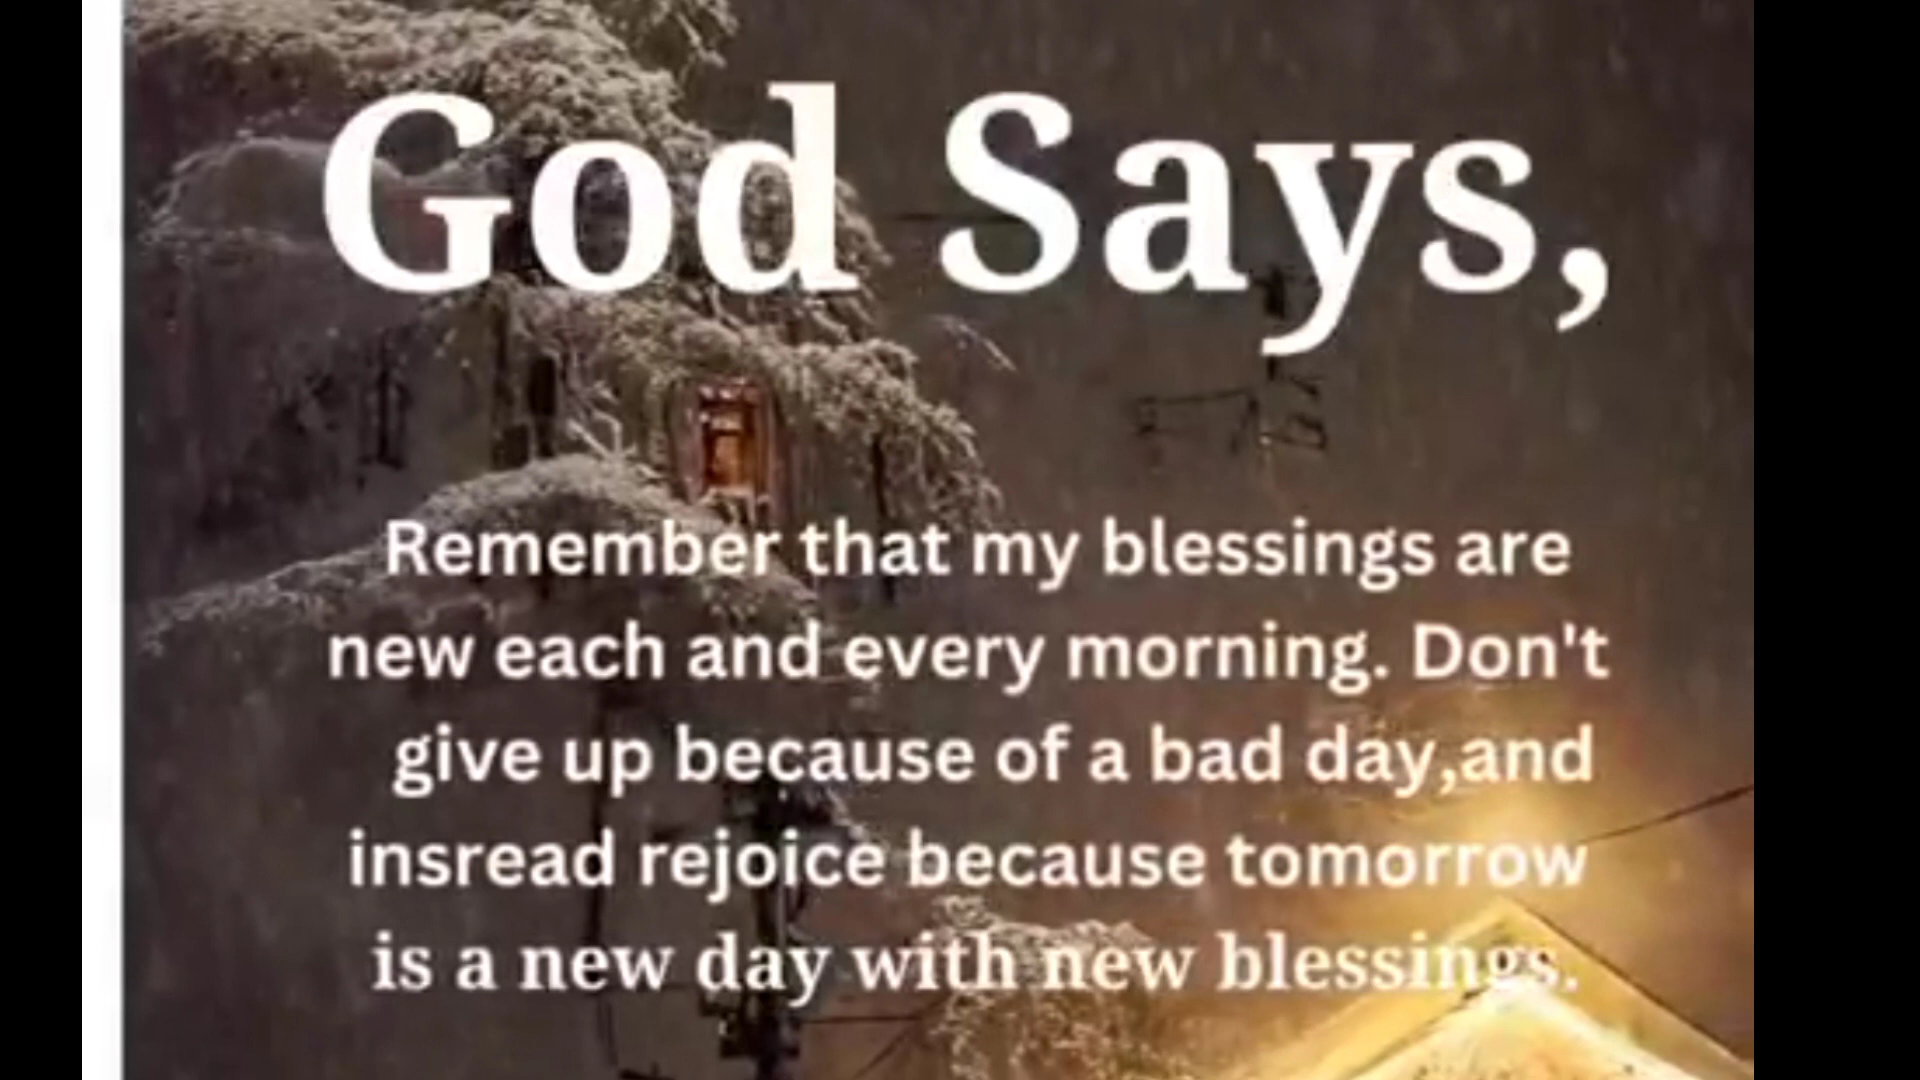 God Says,
Remember that my blessings are
new each and every morning. Don't
give up because of a bad day,and
insread rejoice because tomorrow
is a new day with new blessings.